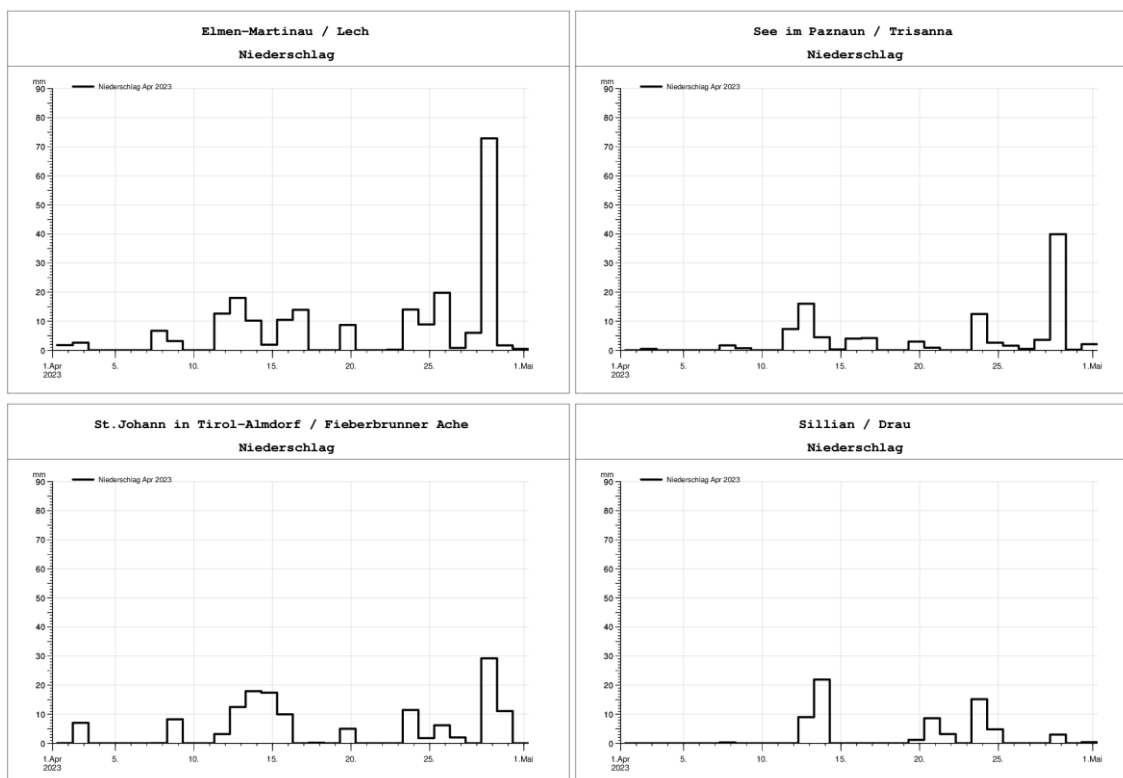 Elmen-Martinau / Lech
Niederschlag
mm
Niederschlag Apr 2023
90
80
70
60
50
40
30
20
10
0
1.Apr 5. 10. 15. 20. 25. 1.Mai
2023
See im Paznaun / Trisanna
Niederschlag
mm
Niederschlag Apr 2023
90
80
70
60
50
40
30
20
10
0
1.Apr 5. 10. 15. 20. 25. 1.Mai
2023
St.Johann in Tirol-Almdorf / Fieberbrunner Ache
Niederschlag
mm
Niederschlag Apr 2023
90
80
70
60
50
40
30
20
10
0
1.Apr 5. 10. 15. 20. 25. 1.Mai
2023
Sillian / Drau
Niederschlag
mm
Niederschlag Apr 2023
90
80
70
60
50
40
30
20
10
0
1.Apr 5. 10. 15. 20. 25. 1.Mai
2023